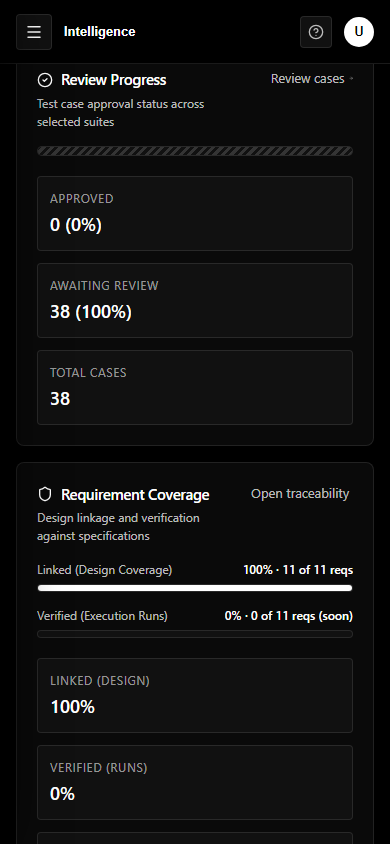 Intelligence
U
Review Progress
Review cases
Test case approval status across
selected suites
APPROVED
0 (0%)
AWAITING REVIEW
38 (100%)
TOTAL CASES
38
Requirement Coverage
Open traceability
Design linkage and verification
against specifications
Linked (Design Coverage) 100% · 11 of 11 reqs
Verified (Execution Runs) 0% · 0 of 11 reqs (soon)
LINKED (DESIGN)
100%
VERIFIED (RUNS)
0%